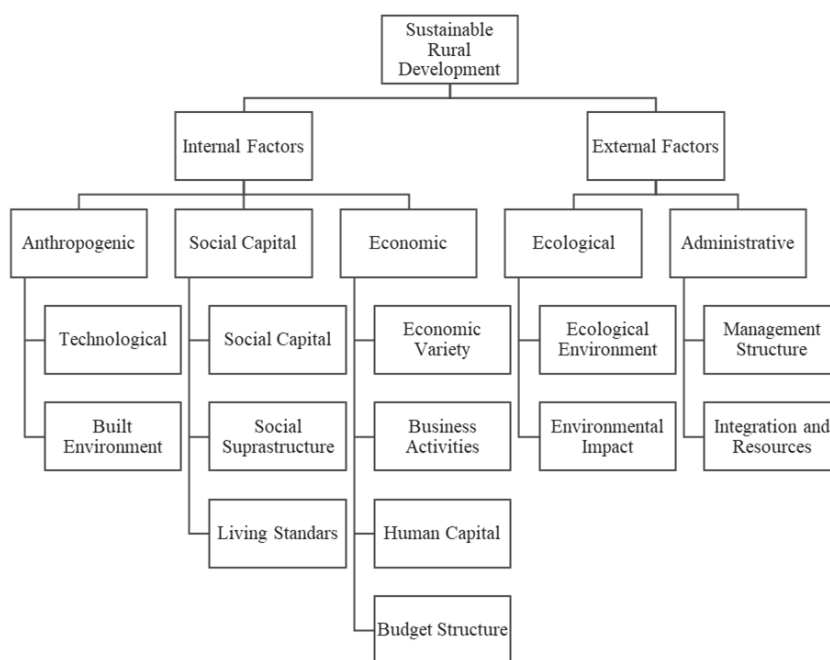 Sustainable
Rural
Development
Internal Factors
External Factors
Anthropogenic
Social Capital
Economic
Ecological
Administrative
Technological
Social Capital
Economic
Variety
Ecological
Environment
Management
Structure
Built
Environment
Social
Suprastructure
Business
Activities
Environmental
Impact
Integration and
Resources
Living Standars
Human Capital
Budget Structure